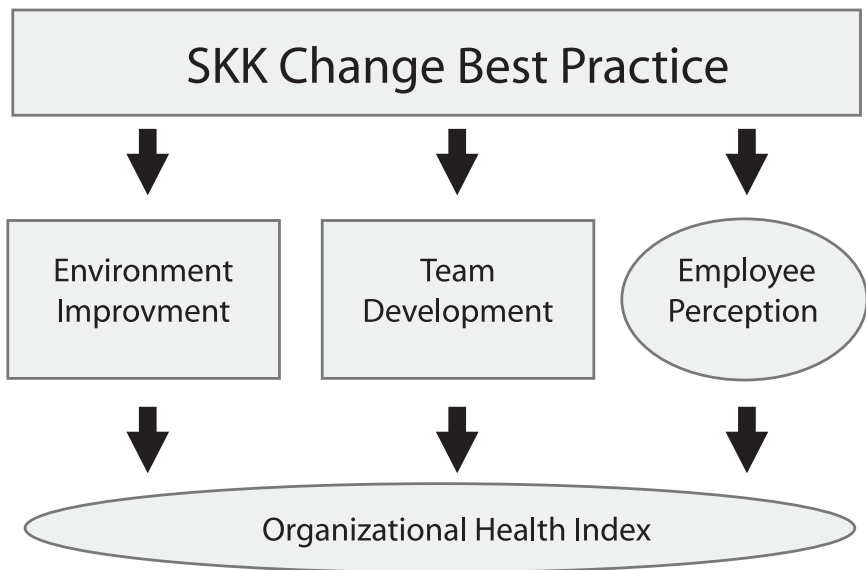 SKK Change Best Practice
Environment
Improvment
Team
Development
Employee
Perception
Organizational Health Index